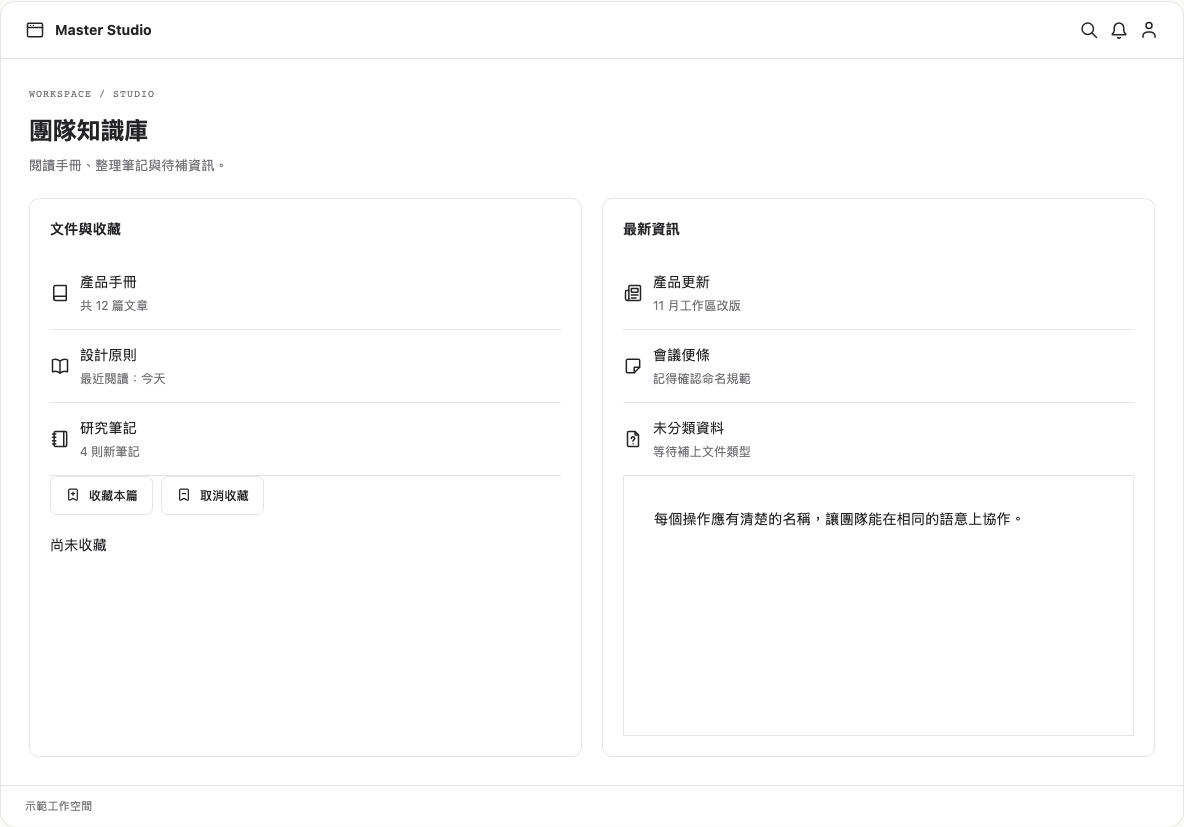 Master Studio
WORKSPACE / STUDIO
團隊知識庫
閱讀手冊、整理筆記與待補資訊。
文件與收藏
產品手冊
共 12 篇文章
設計原則
最近閱讀：今天
研究筆記
4 則新筆記
收藏本篇
取消收藏
尚未收藏
最新資訊
產品更新
11 月工作區改版
會議便條
記得確認命名規範
未分類資料
等待補上文件類型
每個操作應有清楚的名稱，讓團隊能在相同的語意上協作。
示範工作空間